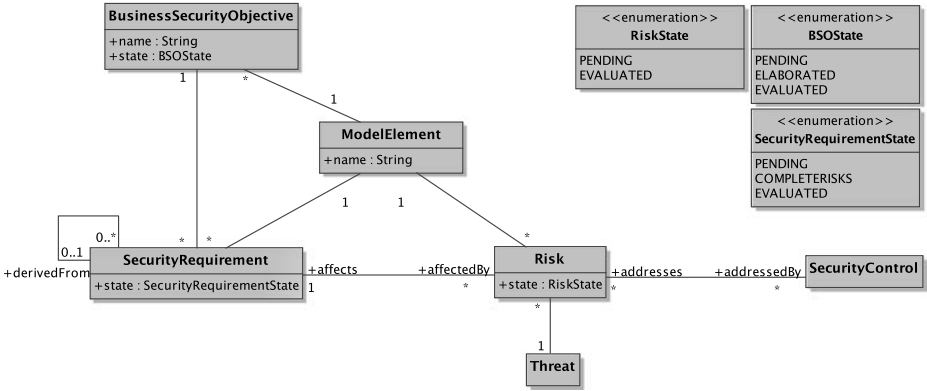 BusinessSecurityObjective
+name : String
+state : BSOState
<<enumeration>>
RiskState
PENDING
EVALUATED
<<enumeration>>
BSOState
PENDING
ELABORATED
EVALUATED
<<enumeration>>
SecurityRequirementState
PENDING
COMPLETERISKS
EVALUATED
1
*
1
ModelElement
+name : String
1
1
*
*
*
0..*
0..1
+derivedFrom
SecurityRequirement
+state : SecurityRequirementState
+affects
1
+affectedBy
*
Risk
+state : RiskState
+addresses
*
+addressedBy
*
SecurityControl
*
1
Threat